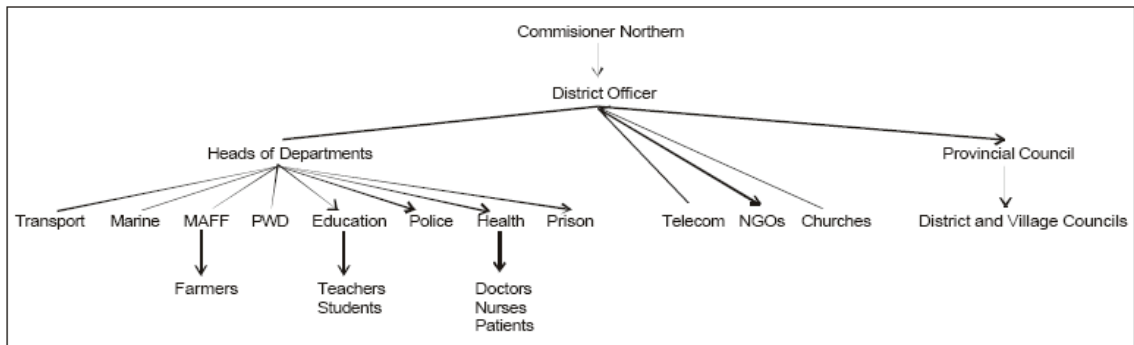 Commisioner Northern
District Officer
Heads of Departments
Provincial Council
Transport Marine MAFF PWD Education Police Health Prison Telecom NGOs Churches District and Village Councils
Farmers Teachers Doctors
Students Nurses
Patients